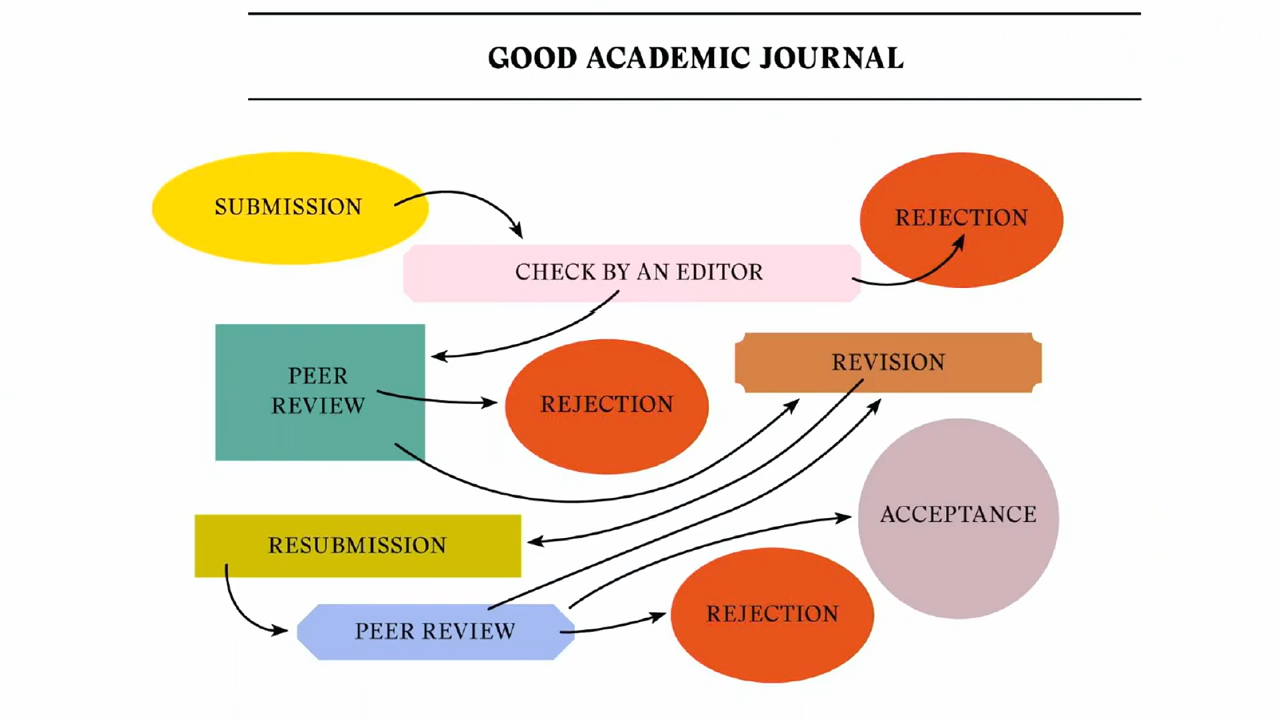 GOOD ACADEMIC JOURNAL
SUBMISSION
REJECTION
CHECK BY AN EDITOR
PEER
REVIEW
REJECTION
REVISION
ACCEPTANCE
RESUBMISSION
PEER REVIEW
REJECTION